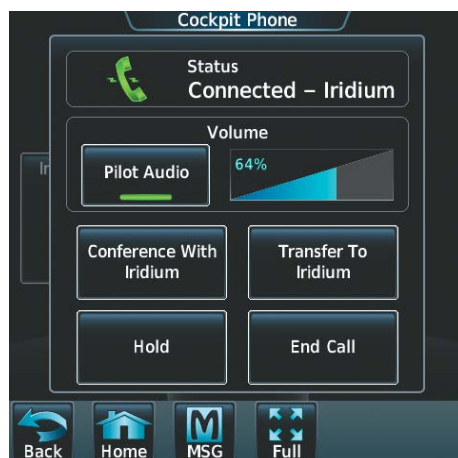 Cockpit Phone
Status
Connected – Iridium
Volume
Pilot Audio
64%
Conference With
Iridium
Transfer To
Iridium
Hold
End Call
Back
Home
MSG
Full